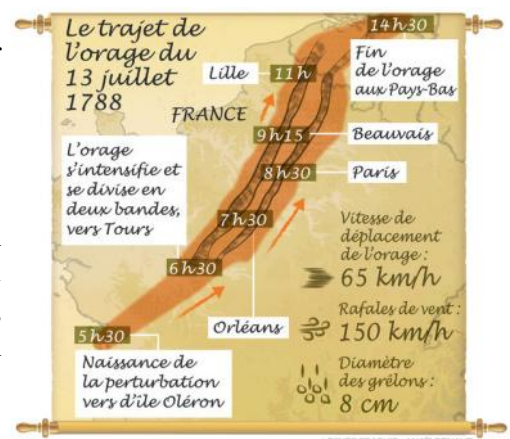 Le trajet de
l'orage du
13 juillet
1788
14h30
Fin
de l'orage
aux Pays-Bas
Lille
11h
FRANCE
9h15
Beauvais
8h30
Paris
L'orage
s'intensifie et
se divise en
deux bandes,
vers Tours
7h30
6h30
Orléans
5h30
Naissance de
la perturbation
vers d'île Oléron
Vitesse de
déplacement
de l'orage :
65 km/h
Rafales de vent :
150 km/h
Diamètre
des grêlons :
8 cm